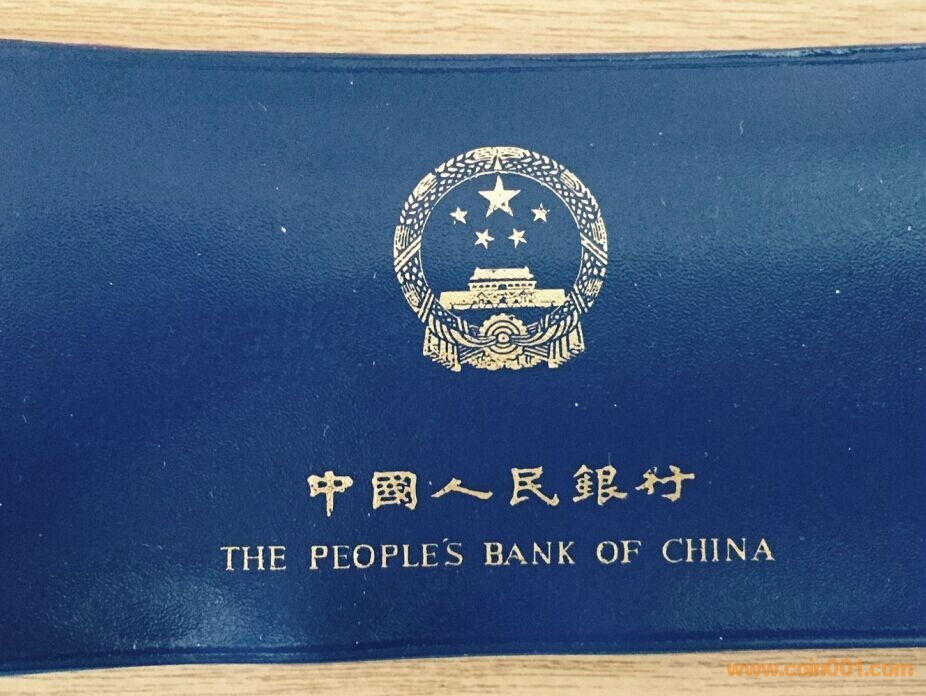 中國人民銀行
THE PEOPLE'S BANK OF CHINA
www.coin001.com